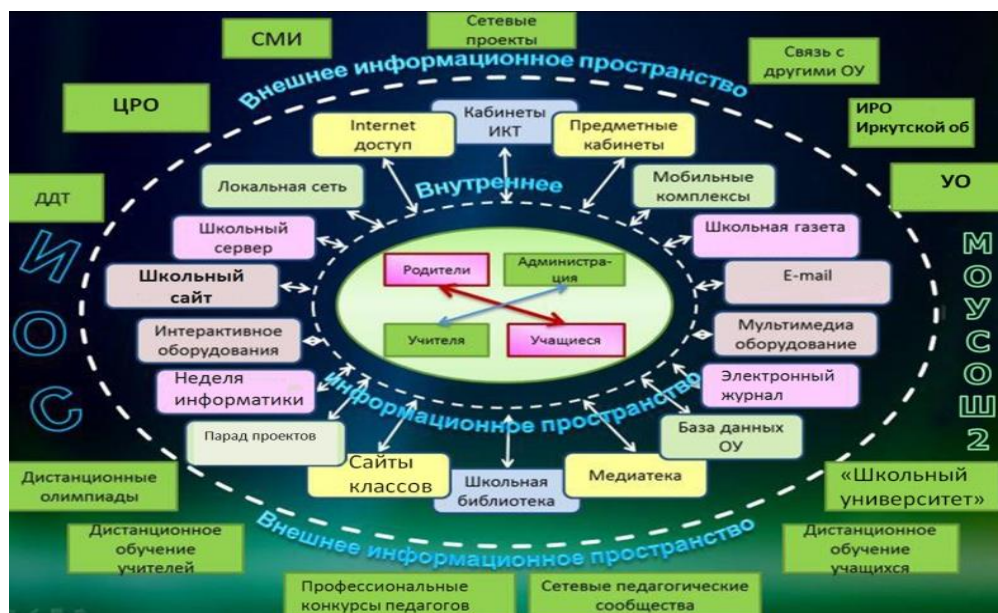 СМИ
Сетевые
проекты
Связь с
другими ОУ
Внешнее информационное пространство
ЦРО
ИРО
Иркутской об
Кабинеты
ИКТ
Internet
доступ
Предметные
кабинеты
ДДТ
УО
Локальная сеть
Внутреннее
Мобильные
комплексы
Школьный
сервер
Школьная газета
Родители
Администра-
ция
Школьный
сайт
E-mail
Учителя
Учащиеся
Интерактивное
оборудования
Мультимедиа
оборудование
ИОС
МОУСОШ2
Неделя
информатики
Электронный
журнал
информационное пространство
Парад проектов
База данных
ОУ
Сайты
классов
Школьная
библиотека
Медиатека
Дистанционные
олимпиады
«Школьный
университет»
Внешнее информационное пространство
Дистанционное
обучение
учителей
Дистанционное
обучение
учащихся
Профессиональные
конкурсы педагогов
Сетевые педагогические
сообщества